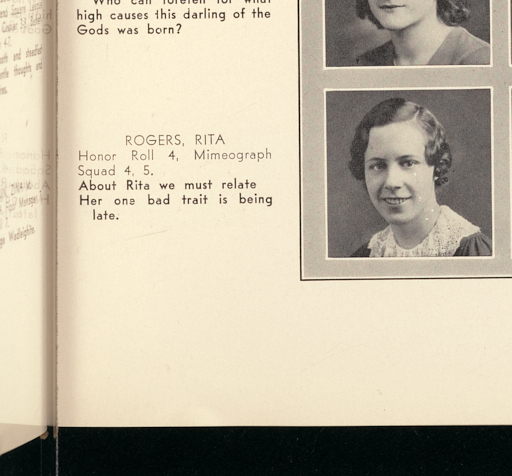 Who can foretell for what
high causes this darling of the
Gods was born?
ROGERS, RITA
Honor Roll 4, Mimeograph
Squad 4, 5.
About Rita we must relate
Her one bad trait is being
late.